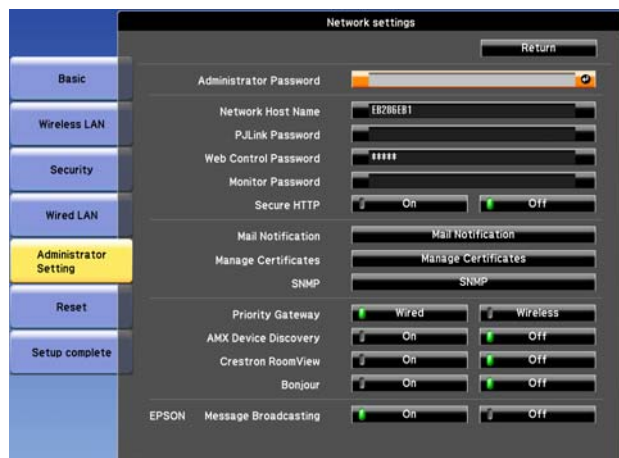 Network settings
Return
Basic
Wireless LAN
Security
Wired LAN
Administrator
Setting
Reset
Setup complete
Administrator Password
Network Host Name EB286EB1
PJLink Password
Web Control Password *****
Monitor Password
Secure HTTP On Off
Mail Notification Mail Notification
Manage Certificates Manage Certificates
SNMP SNMP
Priority Gateway Wired Wireless
AMX Device Discovery On Off
Crestron RoomView On Off
Bonjour On Off
EPSON Message Broadcasting On Off